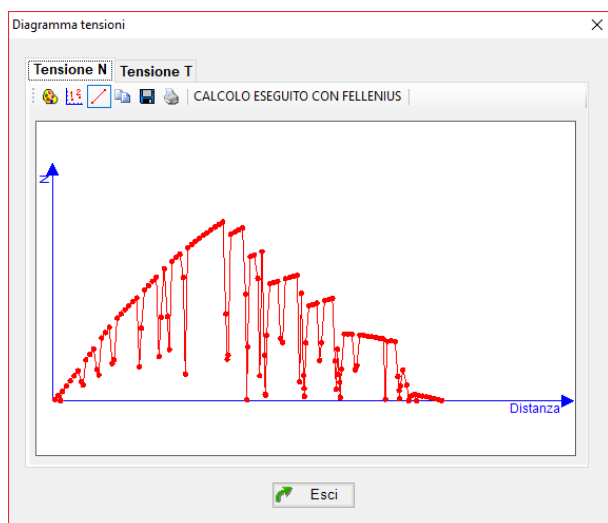 Diagramma tensioni
Tensione N Tensione T
CALCOLO ESEGUITO CON FELLENIUS
N
Distanza
Esci